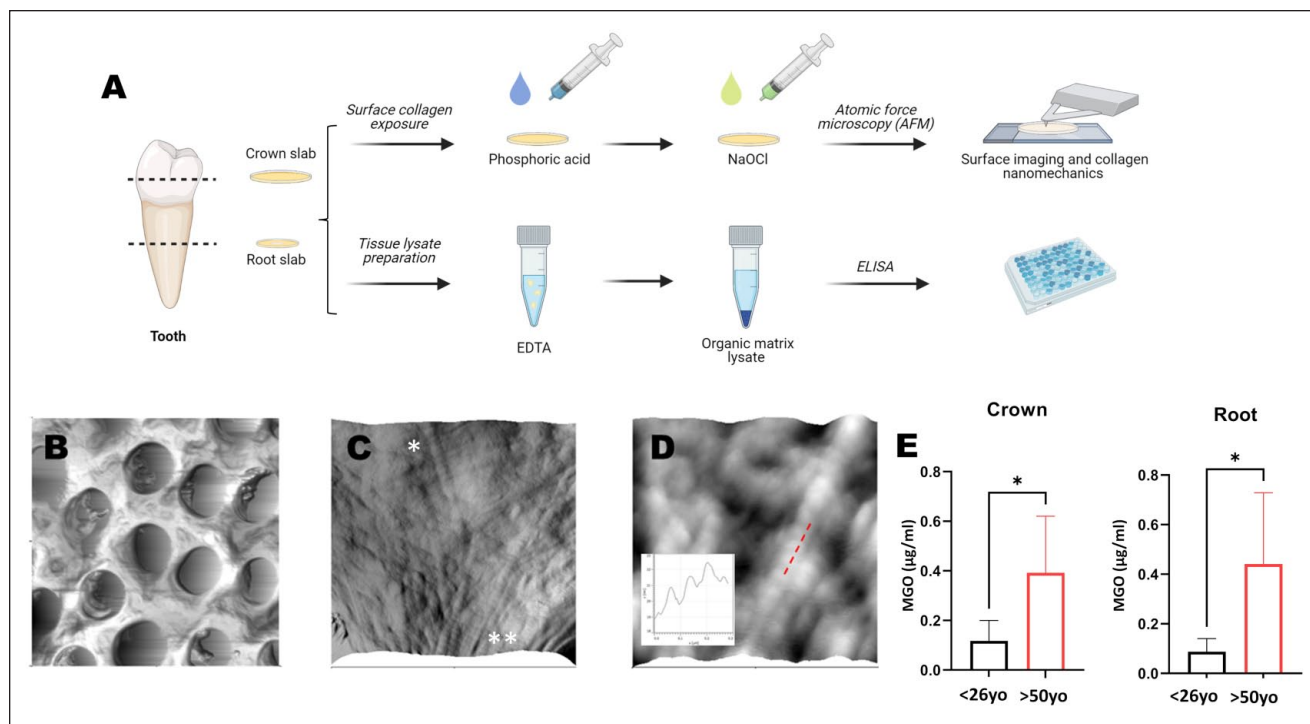 A
Tooth
Crown slab
Root slab
Surface collagen
exposure
Phosphoric acid
NaOCl
Atomic force
microscopy (AFM)
Surface imaging and collagen
nanomechanics
Tissue lysate
preparation
EDTA
Organic matrix
lysate
ELISA
B
C
*
**
D
E
Crown
MGO (µg/ml)
0.8
0.6
0.4
0.2
0.0
*
<26yo
>50yo
Root
MGO (µg/ml)
0.8
0.6
0.4
0.2
0.0
*
<26yo
>50yo